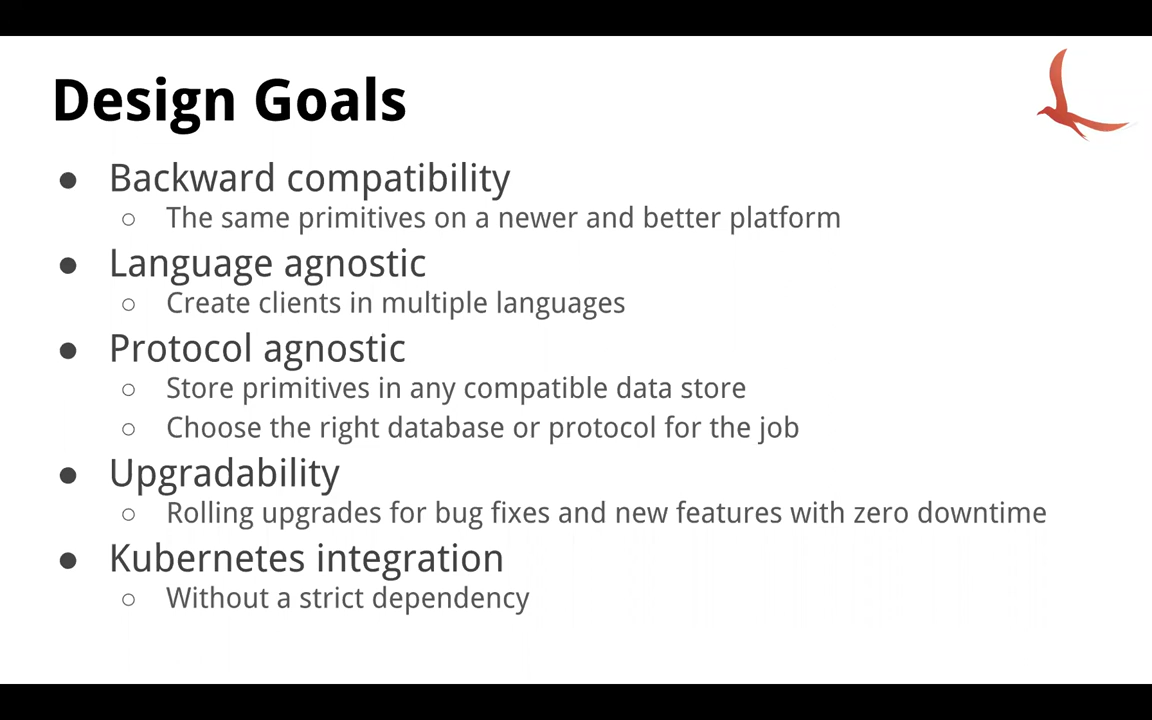 Design Goals
● Backward compatibility
○ The same primitives on a newer and better platform
● Language agnostic
○ Create clients in multiple languages
● Protocol agnostic
○ Store primitives in any compatible data store
○ Choose the right database or protocol for the job
● Upgradability
○ Rolling upgrades for bug fixes and new features with zero downtime
● Kubernetes integration
○ Without a strict dependency